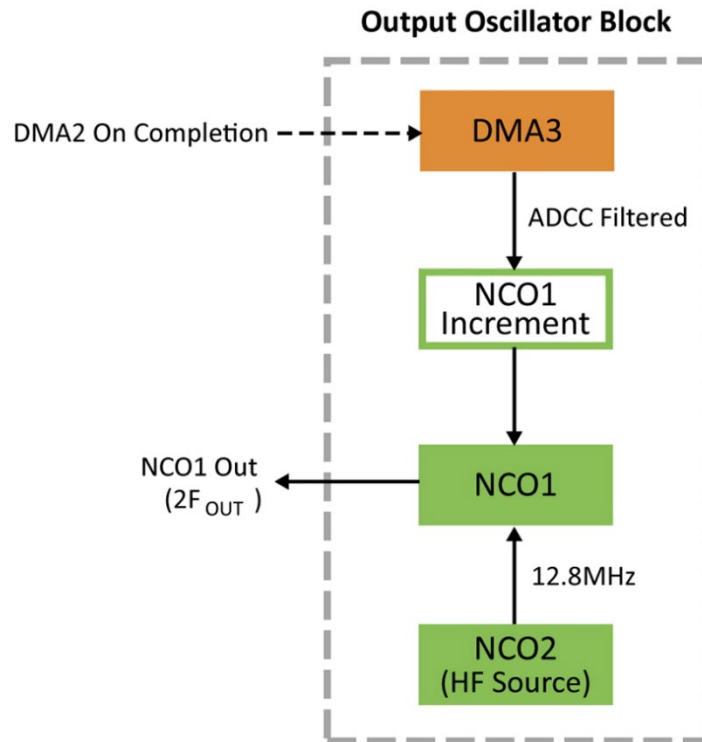 Output Oscillator Block
DMA2 On Completion
DMA3
ADCC Filtered
NCO1
Increment
NCO1 Out
(2F OUT )
NCO1
12.8MHz
NCO2
(HF Source)